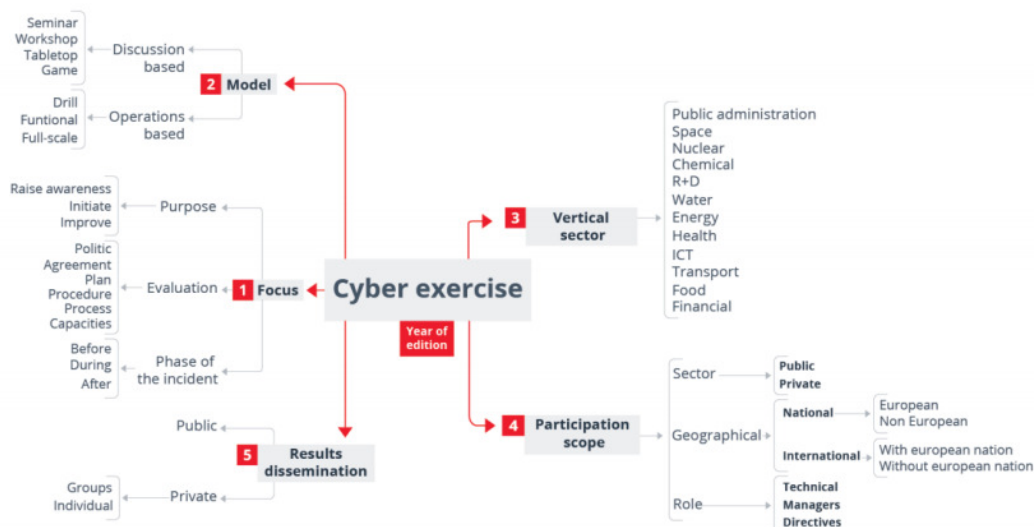 Seminar
Workshop
Tabletop
Game
Discussion
based
2 Model
Drill
Funtional
Full-scale
Operations
based
Raise awareness
Initiate
Improve
Purpose
Politic
Agreement
Plan
Procedure
Process
Capacities
Evaluation
1 Focus
Before
During
After
Phase of
the incident
Cyber exercise
Year of
edition
Public
5 Results
dissemination
Groups
Individual
Private
3 Vertical
sector
Public administration
Space
Nuclear
Chemical
R+D
Water
Energy
Health
ICT
Transport
Food
Financial
4 Participation
scope
Sector
Public
Private
Geographical
National
European
Non European
International
With european nation
Without european nation
Role
Technical
Managers
Directives